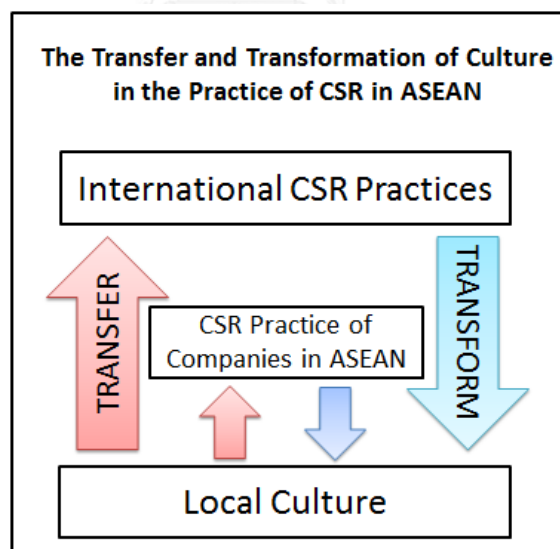 The Transfer and Transformation of Culture
in the Practice of CSR in ASEAN
International CSR Practices
TRANSFER
CSR Practice of
Companies in ASEAN
TRANSFORM
Local Culture